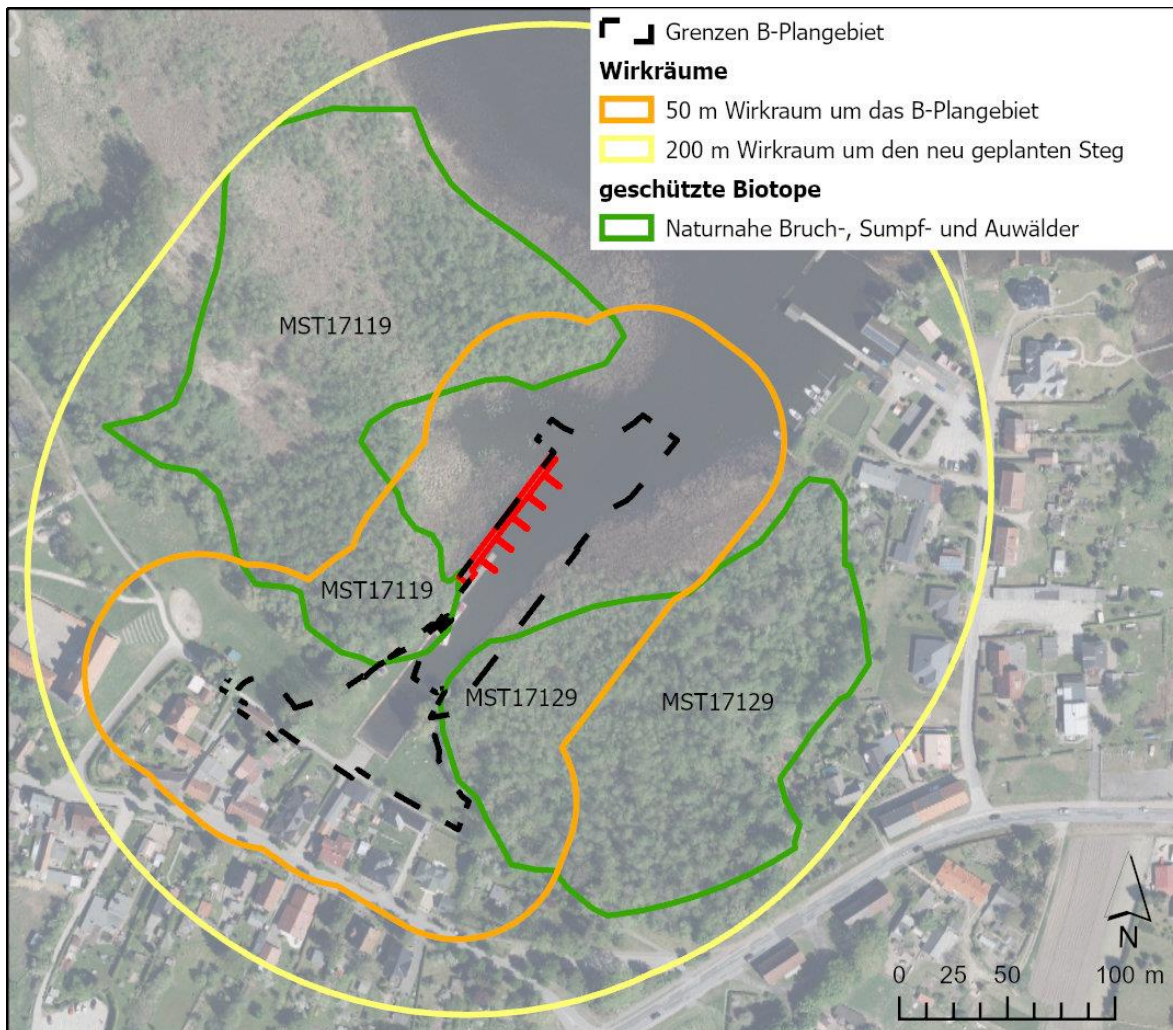 Grenzen B-Plangebiet
Wirkräume
50 m Wirkraum um das B-Plangebiet
200 m Wirkraum um den neu geplanten Steg
geschützte Biotope
Naturnahe Bruch-, Sumpf- und Auwälder
MST17119
MST17119
MST17129
MST17129
N
0 25 50 100 m